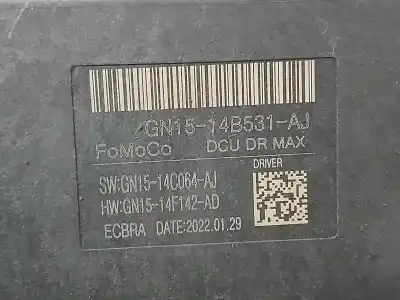 GN15-14B531-AJ
FoMoCo DCU DR MAX
DRIVER
SW:GN15-14C064-AJ
HW:GN15-14F142-AD
ECBRA DATE:2022.01.29